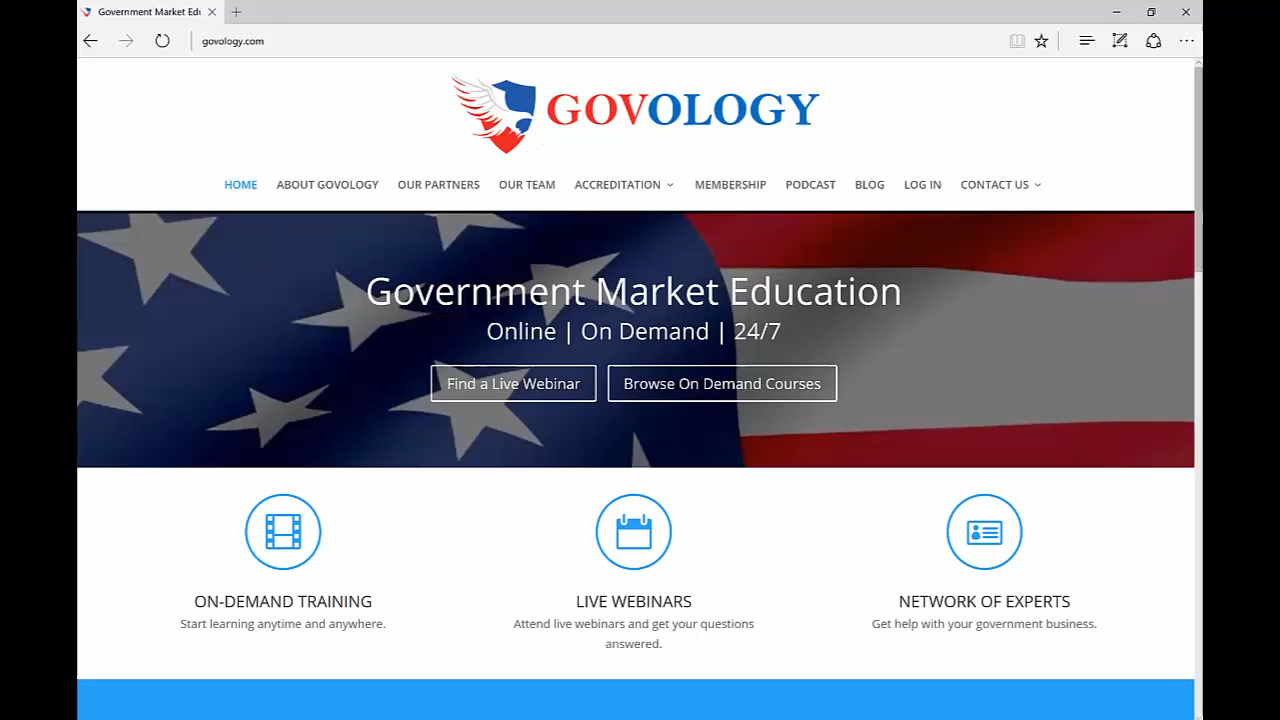 Government Market Edu
govology.com
GOVOLOGY
HOME ABOUT GOVOLOGY OUR PARTNERS OUR TEAM ACCREDITATION MEMBERSHIP PODCAST BLOG LOG IN CONTACT US
Government Market Education
Online | On Demand | 24/7
Find a Live Webinar Browse On Demand Courses
ON-DEMAND TRAINING
Start learning anytime and anywhere.
LIVE WEBINARS
Attend live webinars and get your questions
answered.
NETWORK OF EXPERTS
Get help with your government business.